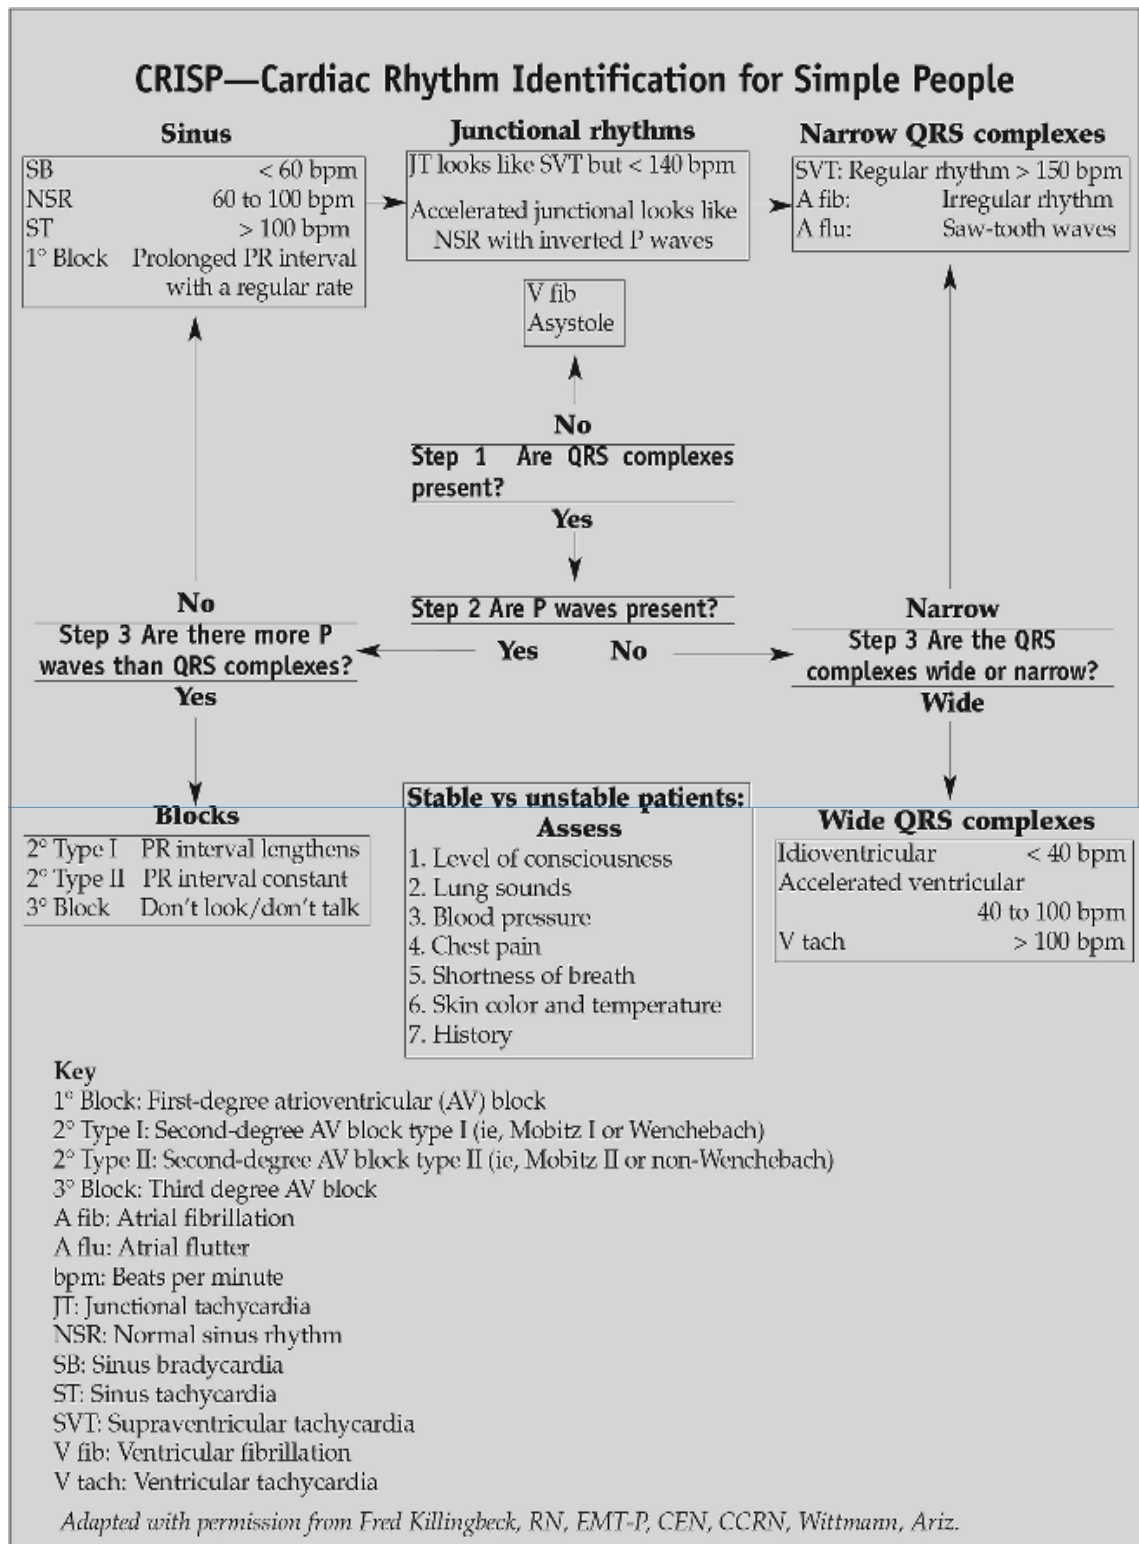 CRISP—Cardiac Rhythm Identification for Simple People
Sinus
SB < 60 bpm
NSR 60 to 100 bpm
ST > 100 bpm
1° Block Prolonged PR interval
with a regular rate
Junctional rhythms
JT looks like SVT but < 140 bpm
Accelerated junctional looks like
NSR with inverted P waves
Narrow QRS complexes
SVT: Regular rhythm > 150 bpm
A fib: Irregular rhythm
A flu: Saw-tooth waves
V fib
Asystole
No
Step 1 Are QRS complexes
present?
Yes
Step 2 Are P waves present?
Yes No
No
Step 3 Are there more P
waves than QRS complexes?
Yes
Narrow
Step 3 Are the QRS
complexes wide or narrow?
Wide
Blocks
2° Type I PR interval lengthens
2° Type II PR interval constant
3° Block Don't look/don't talk
Stable vs unstable patients:
Assess
1. Level of consciousness
2. Lung sounds
3. Blood pressure
4. Chest pain
5. Shortness of breath
6. Skin color and temperature
7. History
Wide QRS complexes
Idioventricular < 40 bpm
Accelerated ventricular
40 to 100 bpm
V tach > 100 bpm
Key
1° Block: First-degree atrioventricular (AV) block
2° Type I: Second-degree AV block type I (ie, Mobitz I or Wenchebach)
2° Type II: Second-degree AV block type II (ie, Mobitz II or non-Wenchebach)
3° Block: Third degree AV block
A fib: Atrial fibrillation
A flu: Atrial flutter
bpm: Beats per minute
JT: Junctional tachycardia
NSR: Normal sinus rhythm
SB: Sinus bradycardia
ST: Sinus tachycardia
SVT: Supraventricular tachycardia
V fib: Ventricular fibrillation
V tach: Ventricular tachycardia
Adapted with permission from Fred Killingbeck, RN, EMT-P, CEN, CCRN, Wittmann, Ariz.